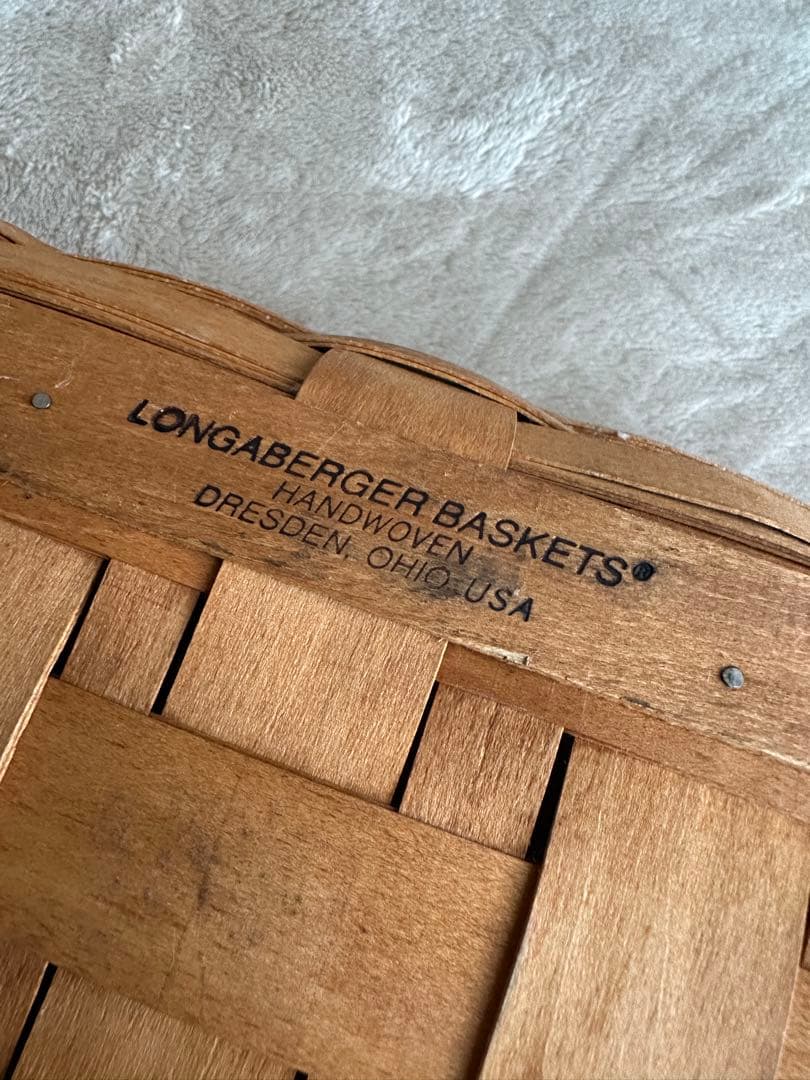 LONGABERGER BASKETS®
HANDWOVEN
DRESDEN, OHIO USA